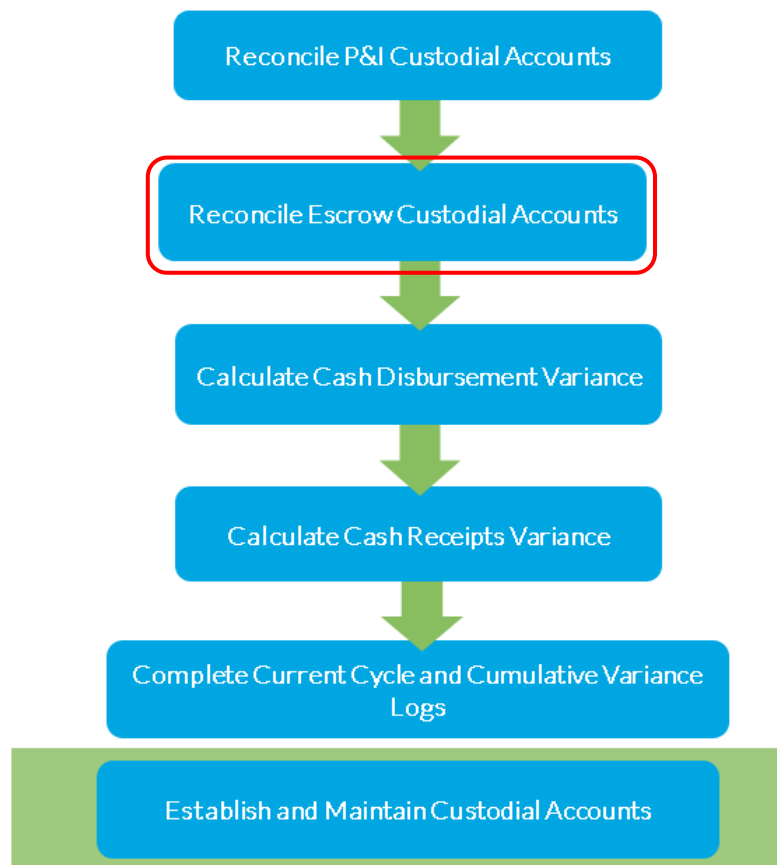 Reconcile P&I Custodial Accounts
Reconcile Escrow Custodial Accounts
Calculate Cash Disbursement Variance
Calculate Cash Receipts Variance
Complete Current Cycle and Cumulative Variance
Logs
Establish and Maintain Custodial Accounts